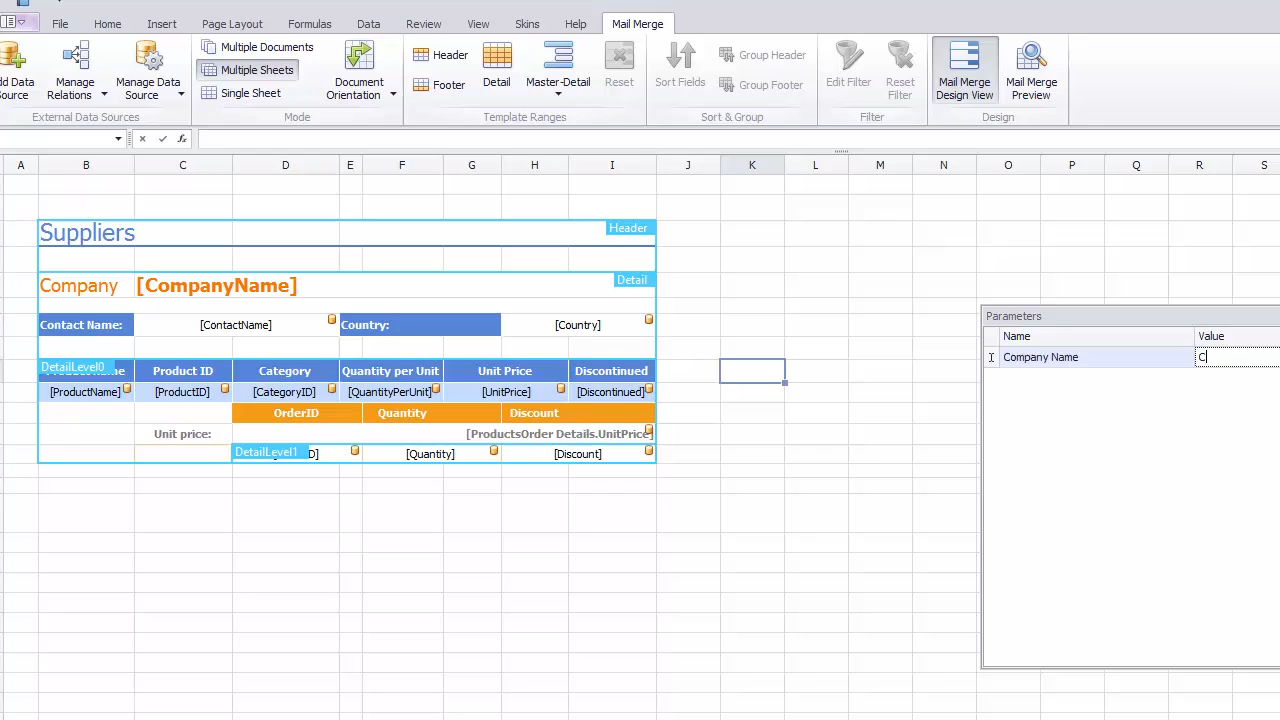 File Home Insert Page Layout Formulas Data Review View Skins Help Mail Merge
Multiple Documents
Multiple Sheets
Single Sheet
Manage Relations
Manage Data Source
Document Orientation
Header
Footer
Detail
Master-Detail
Reset
Sort Fields
Group Header
Group Footer
Edit Filter
Reset Filter
Mail Merge Design View
Mail Merge Preview
External Data Sources Mode Template Ranges Sort & Group Filter Design
A B C D E F G H I J K L M N O P Q R S
Suppliers Header
Company [CompanyName] Detail
Contact Name: [ContactName] Country: [Country]
DetailLevel0 Product ID Category Quantity per Unit Unit Price Discontinued
[ProductName] [ProductID] [CategoryID] [QuantityPerUnit] [UnitPrice] [Discontinued]
OrderID Quantity Discount
Unit price: [ProductsOrder Details.UnitPrice]
DetailLevel1 [Quantity] [Discount]
Parameters
Name Value
Company Name C